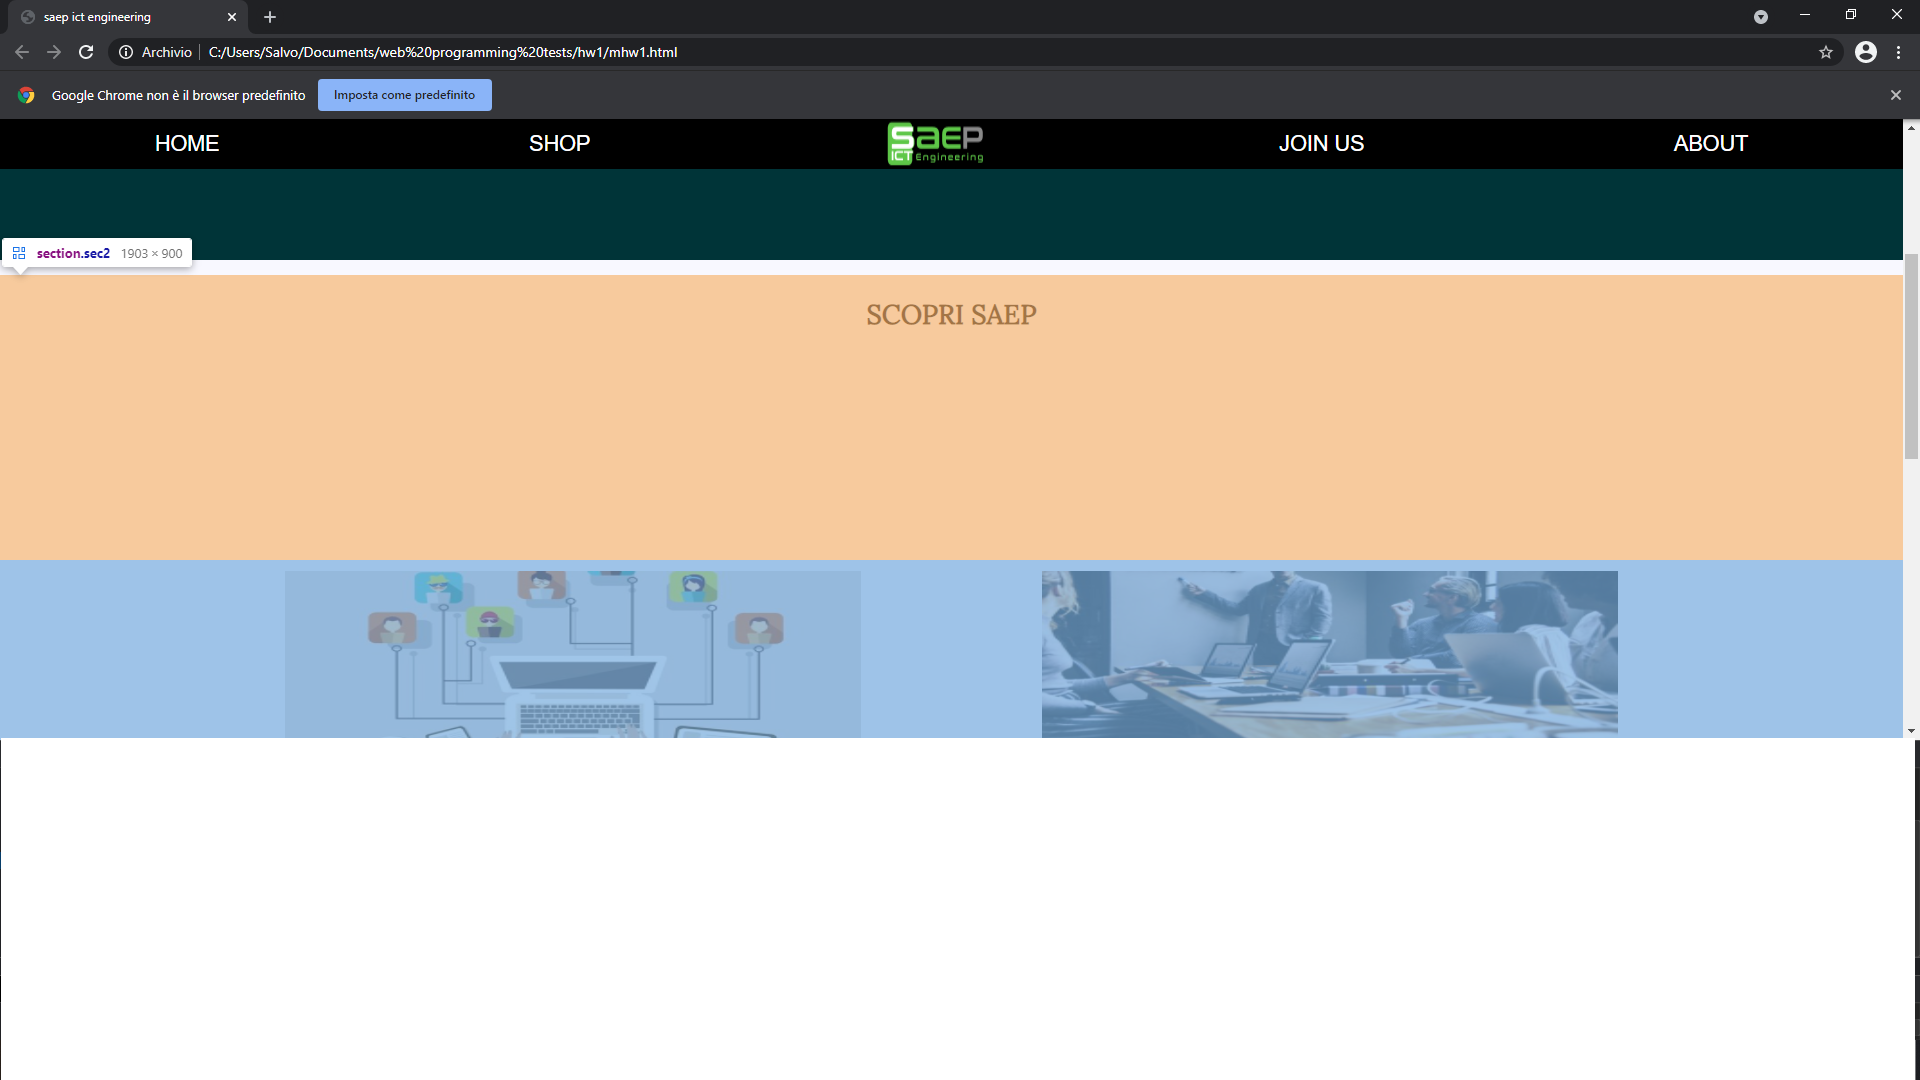 saep ict engineering
Archivio C:/Users/Salvo/Documents/web%20programming%20tests/hw1/mhw1.html
Google Chrome non è il browser predefinito Imposta come predefinito
HOME SHOP saep ICT Engineering JOIN US ABOUT
section.sec2 1903 × 900
SCOPRI SAEP